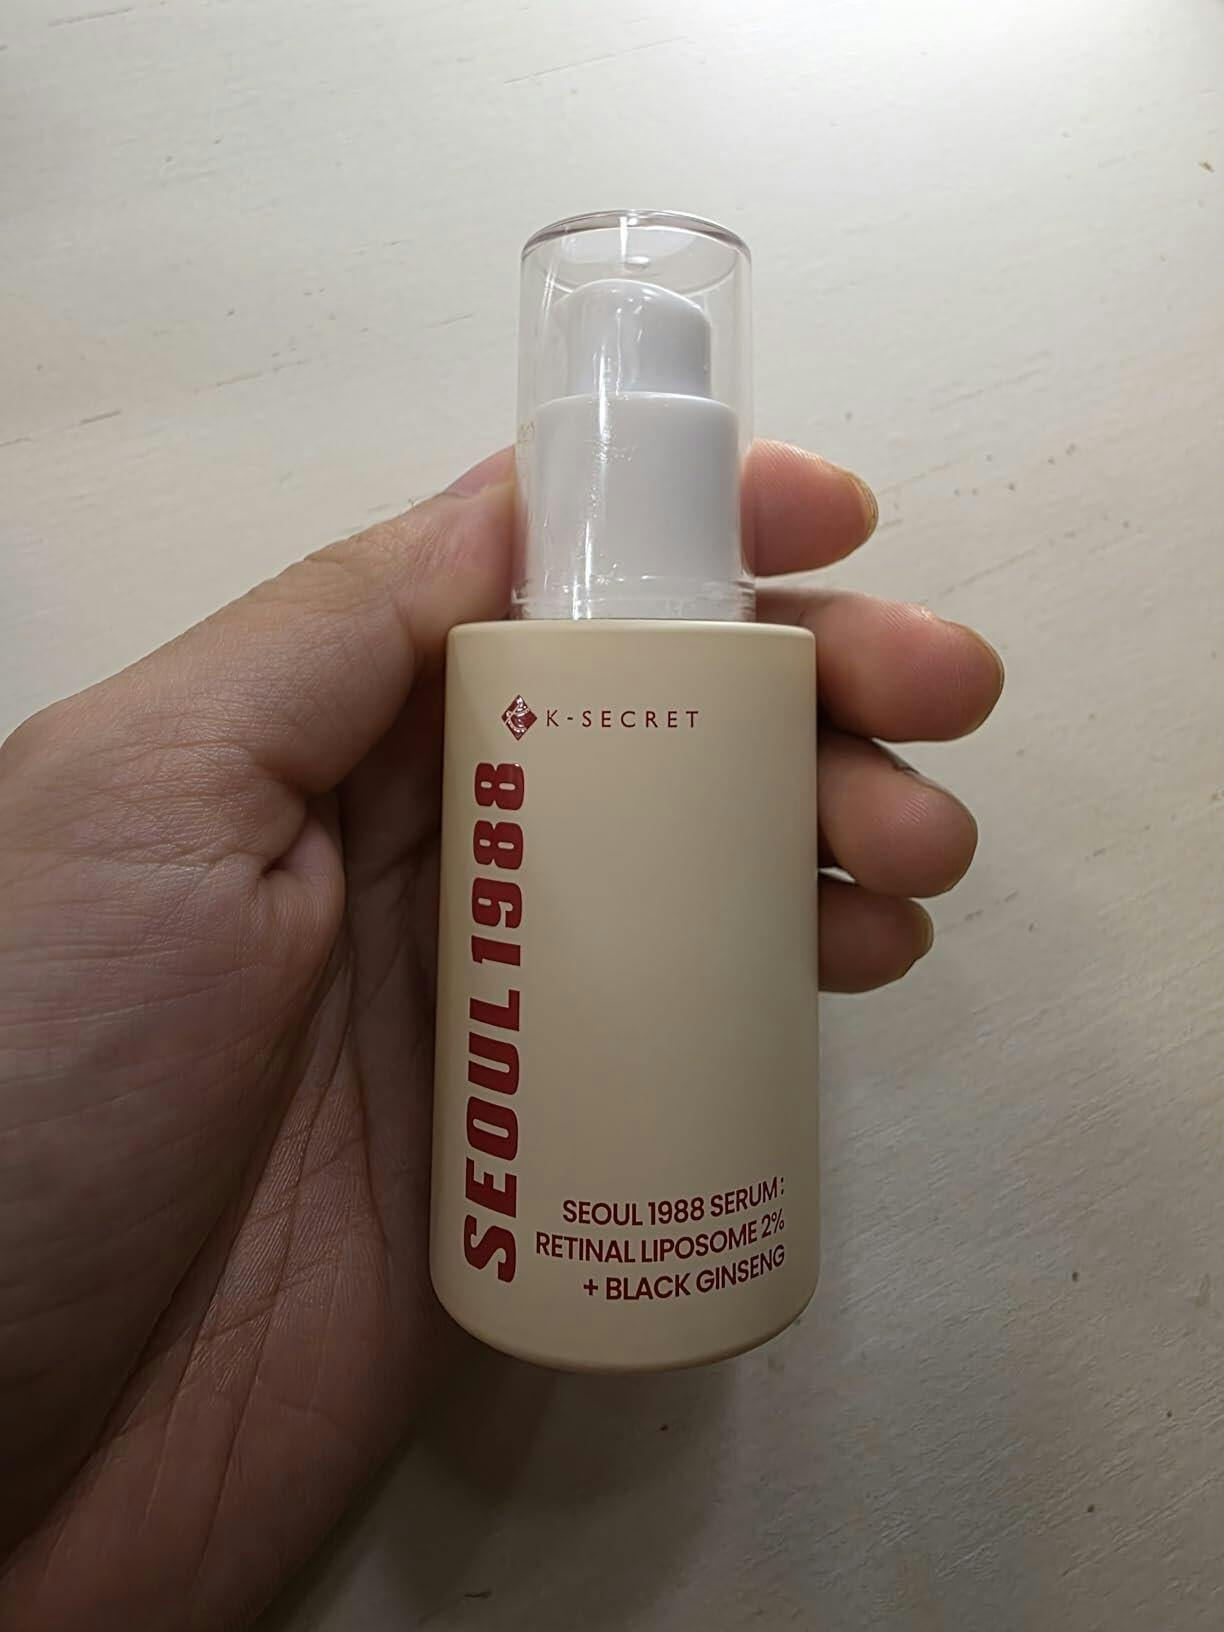 K-SECRET
SEOUL 1988
SEOUL 1988 SERUM :
RETINAL LIPOSOME 2%
+ BLACK GINSENG